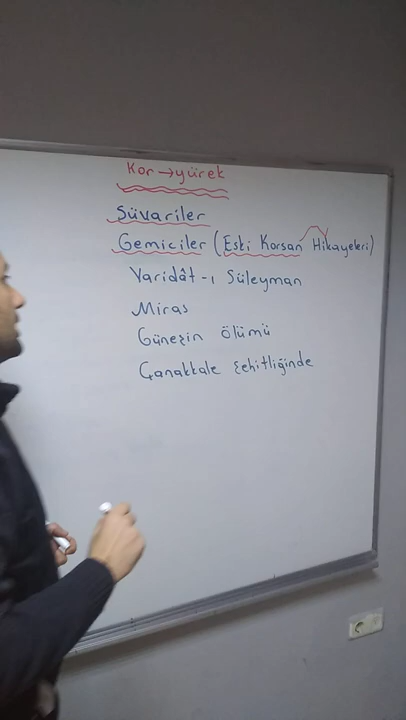 Kor → yürek
Süvariler
Gemiciler (Eski Korsan Hikayeleri)
Varidât-ı Süleyman
Miras
Güneşin ölümü
Çanakkale Şehitliğinde